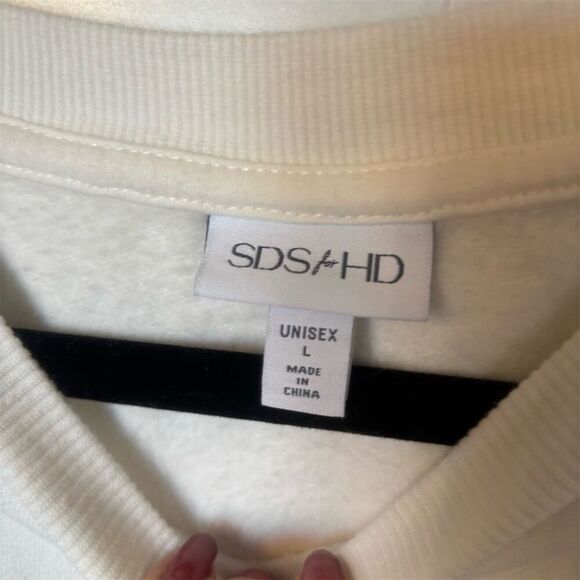 SDS for HD
UNISEX
L
MADE
IN
CHINA